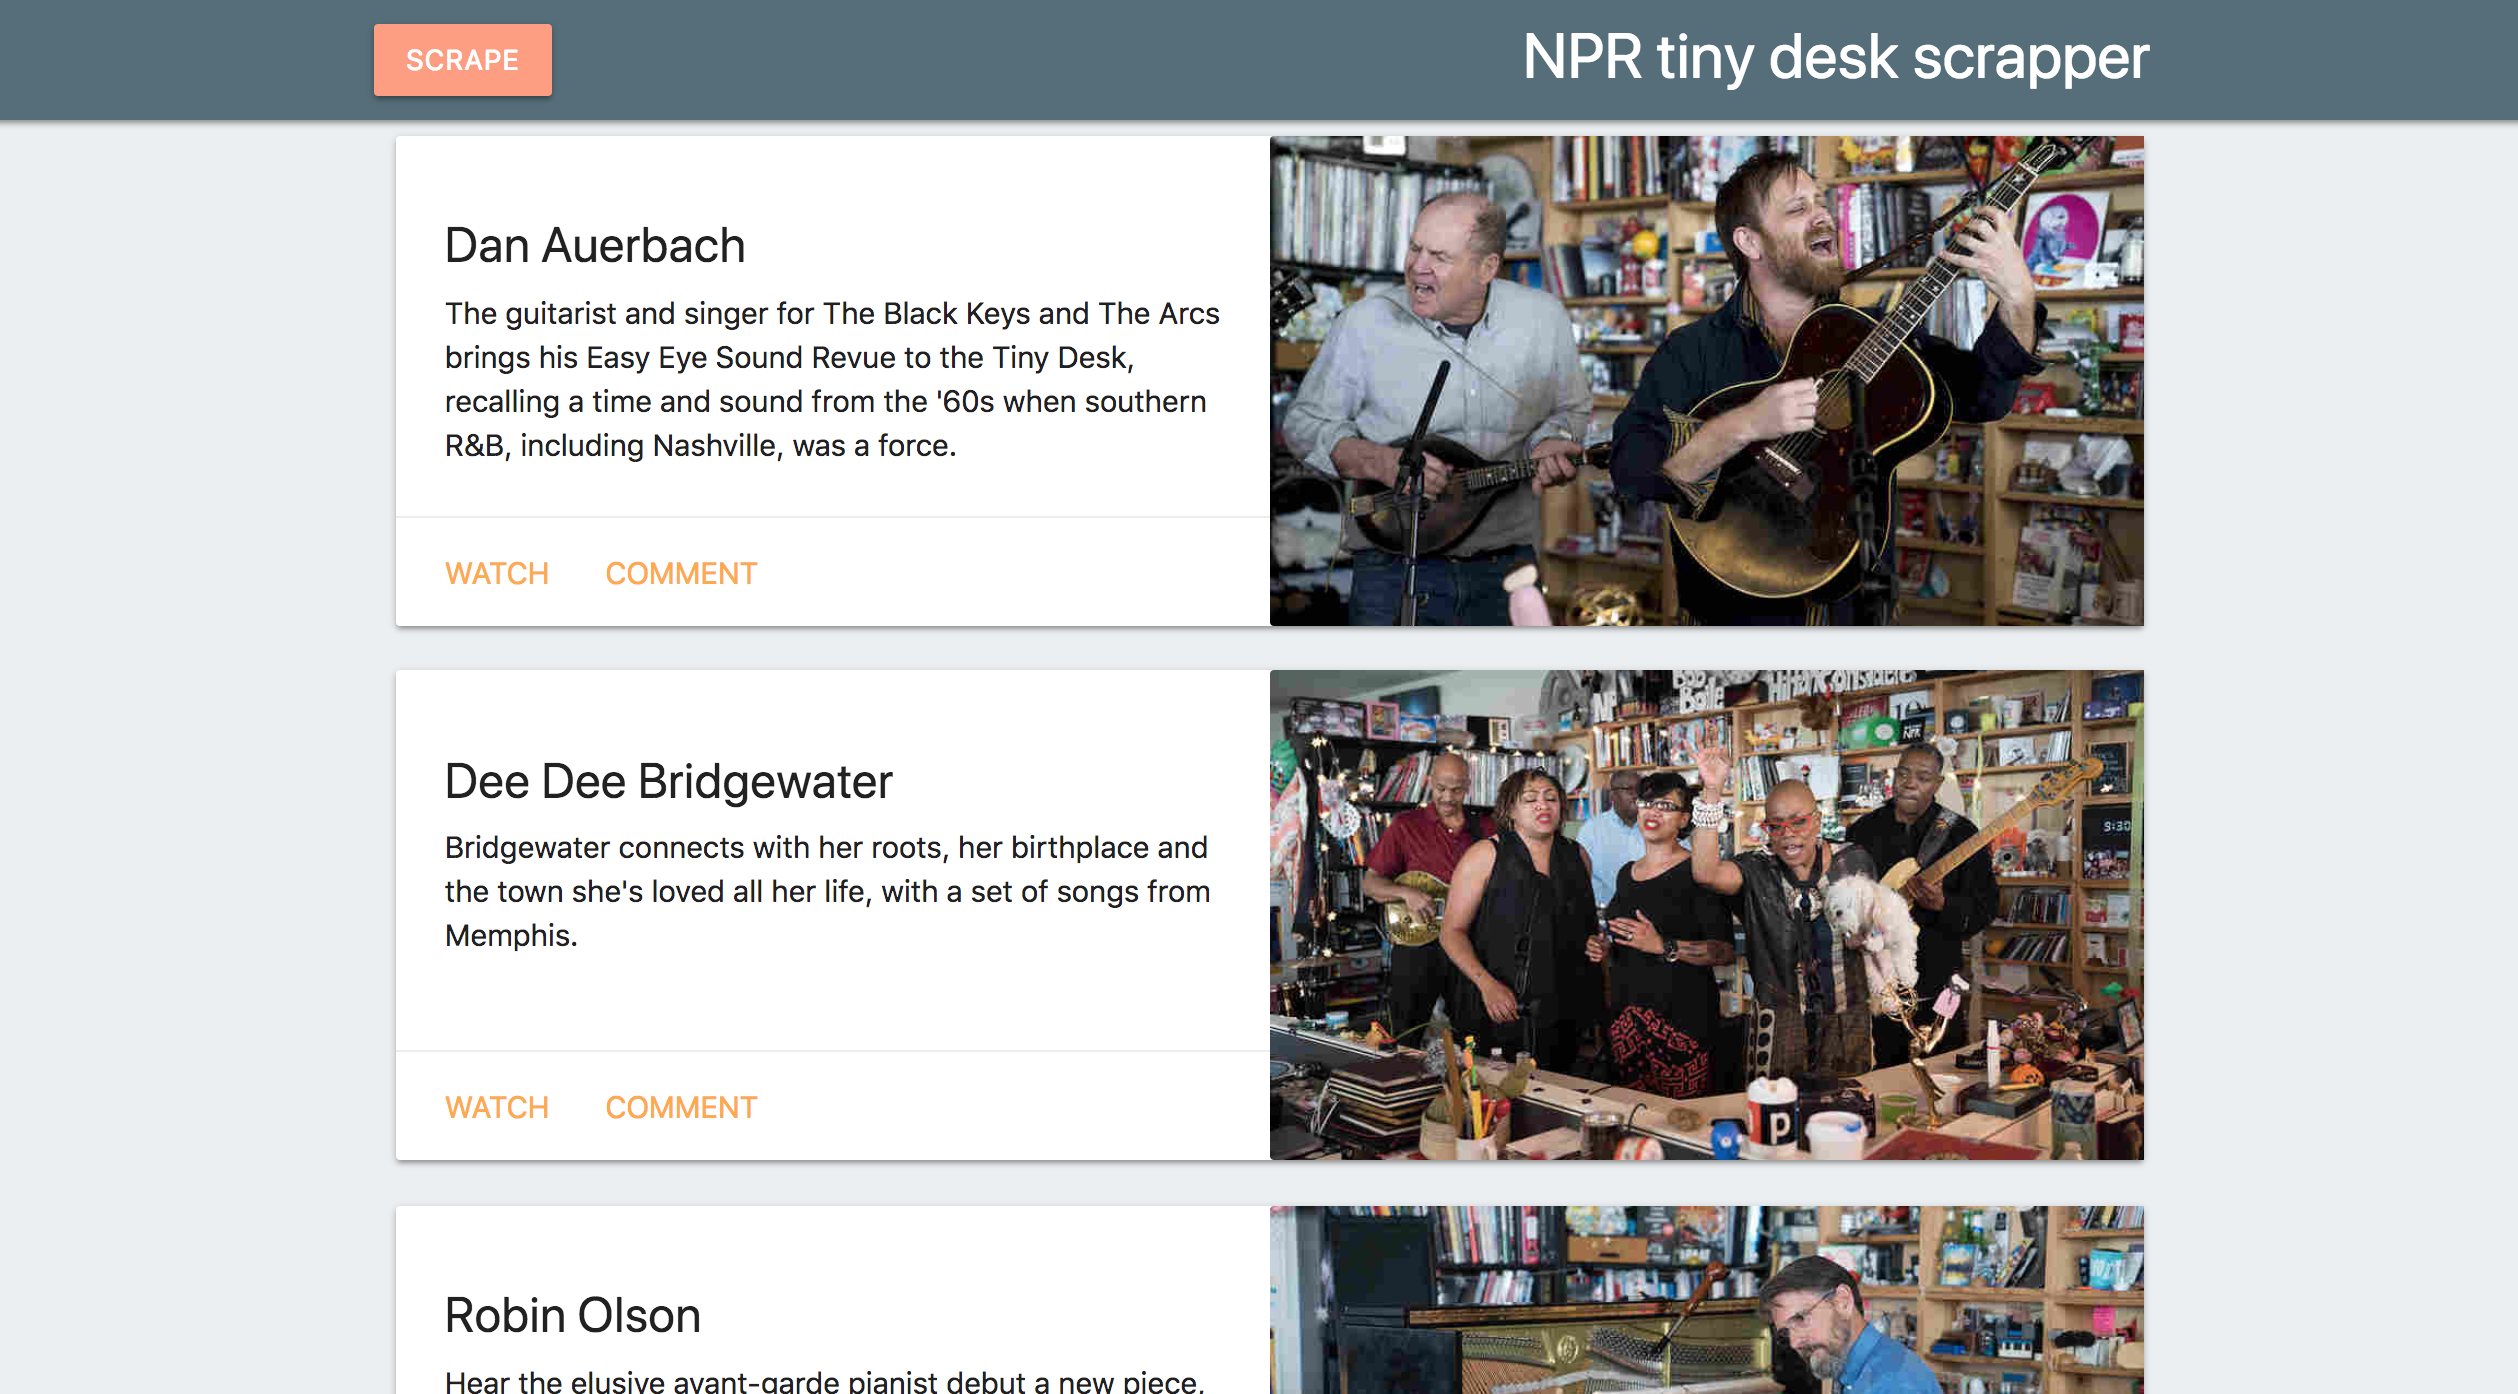 SCRAPE
NPR tiny desk scrapper
Dan Auerbach
The guitarist and singer for The Black Keys and The Arcs
brings his Easy Eye Sound Revue to the Tiny Desk,
recalling a time and sound from the '60s when southern
R&B, including Nashville, was a force.
WATCH COMMENT
Dee Dee Bridgewater
Bridgewater connects with her roots, her birthplace and
the town she's loved all her life, with a set of songs from
Memphis.
9:30
p
WATCH COMMENT
Robin Olson
Hear the elusive avant-garde pianist debut a new piece,